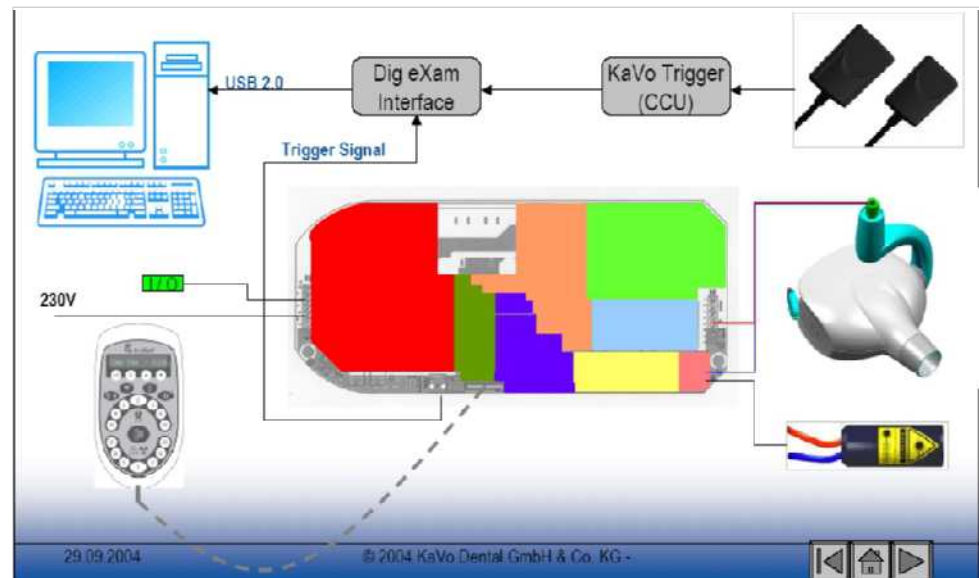 USB 2.0
Dig eXam
Interface
KaVo Trigger
(CCU)
Trigger Signal
I / O
230V
29.09.2004
© 2004 KaVo Dental GmbH & Co. KG -